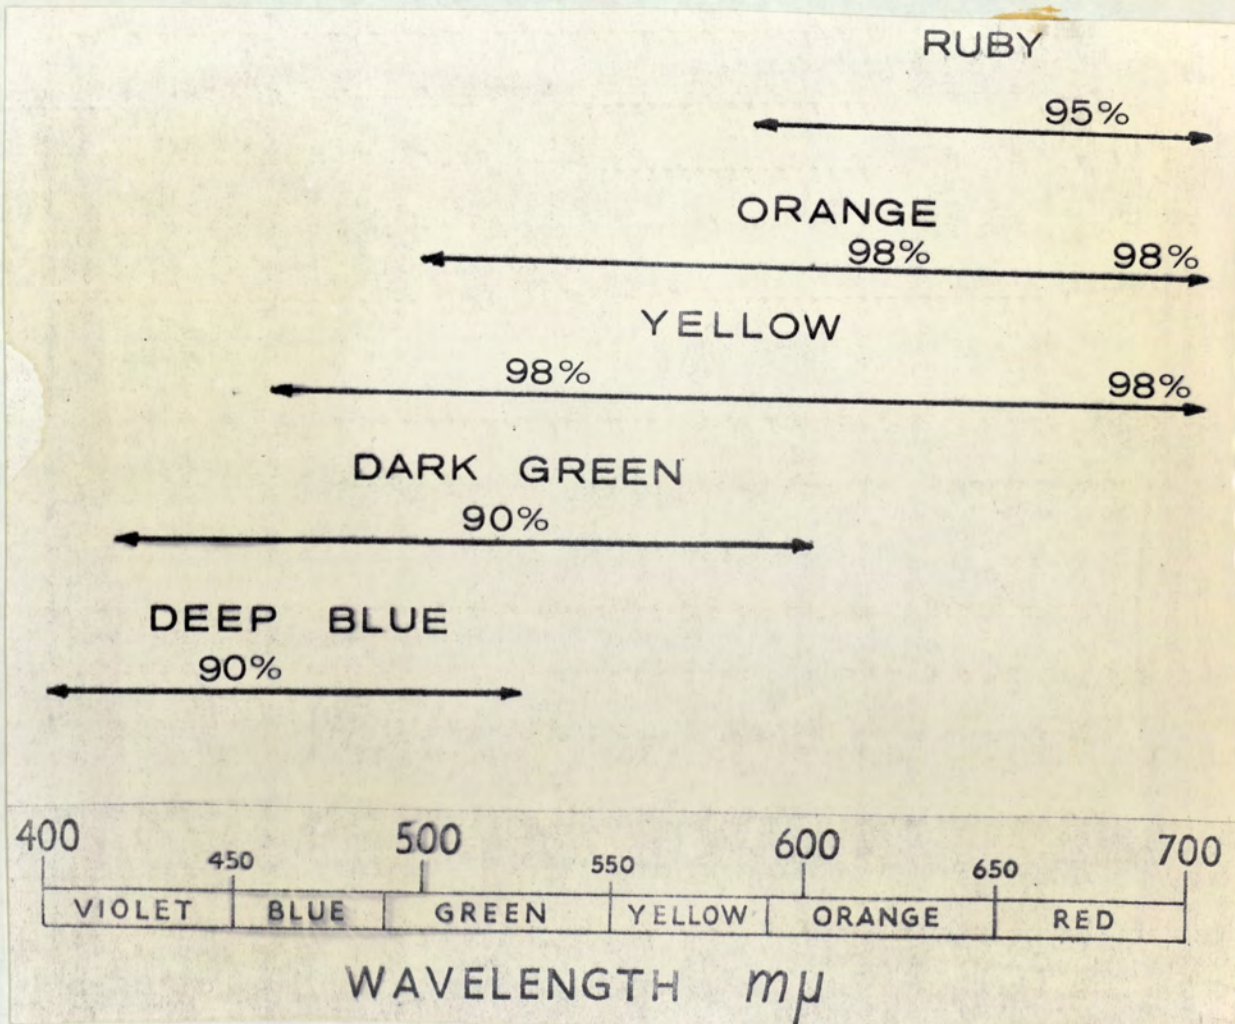 RUBY
95%
ORANGE
98% 98%
YELLOW
98% 98%
DARK GREEN
90%
DEEP BLUE
90%
400 500 600 700
450 550 650
VIOLET BLUE GREEN YELLOW ORANGE RED
WAVELENGTH mμ